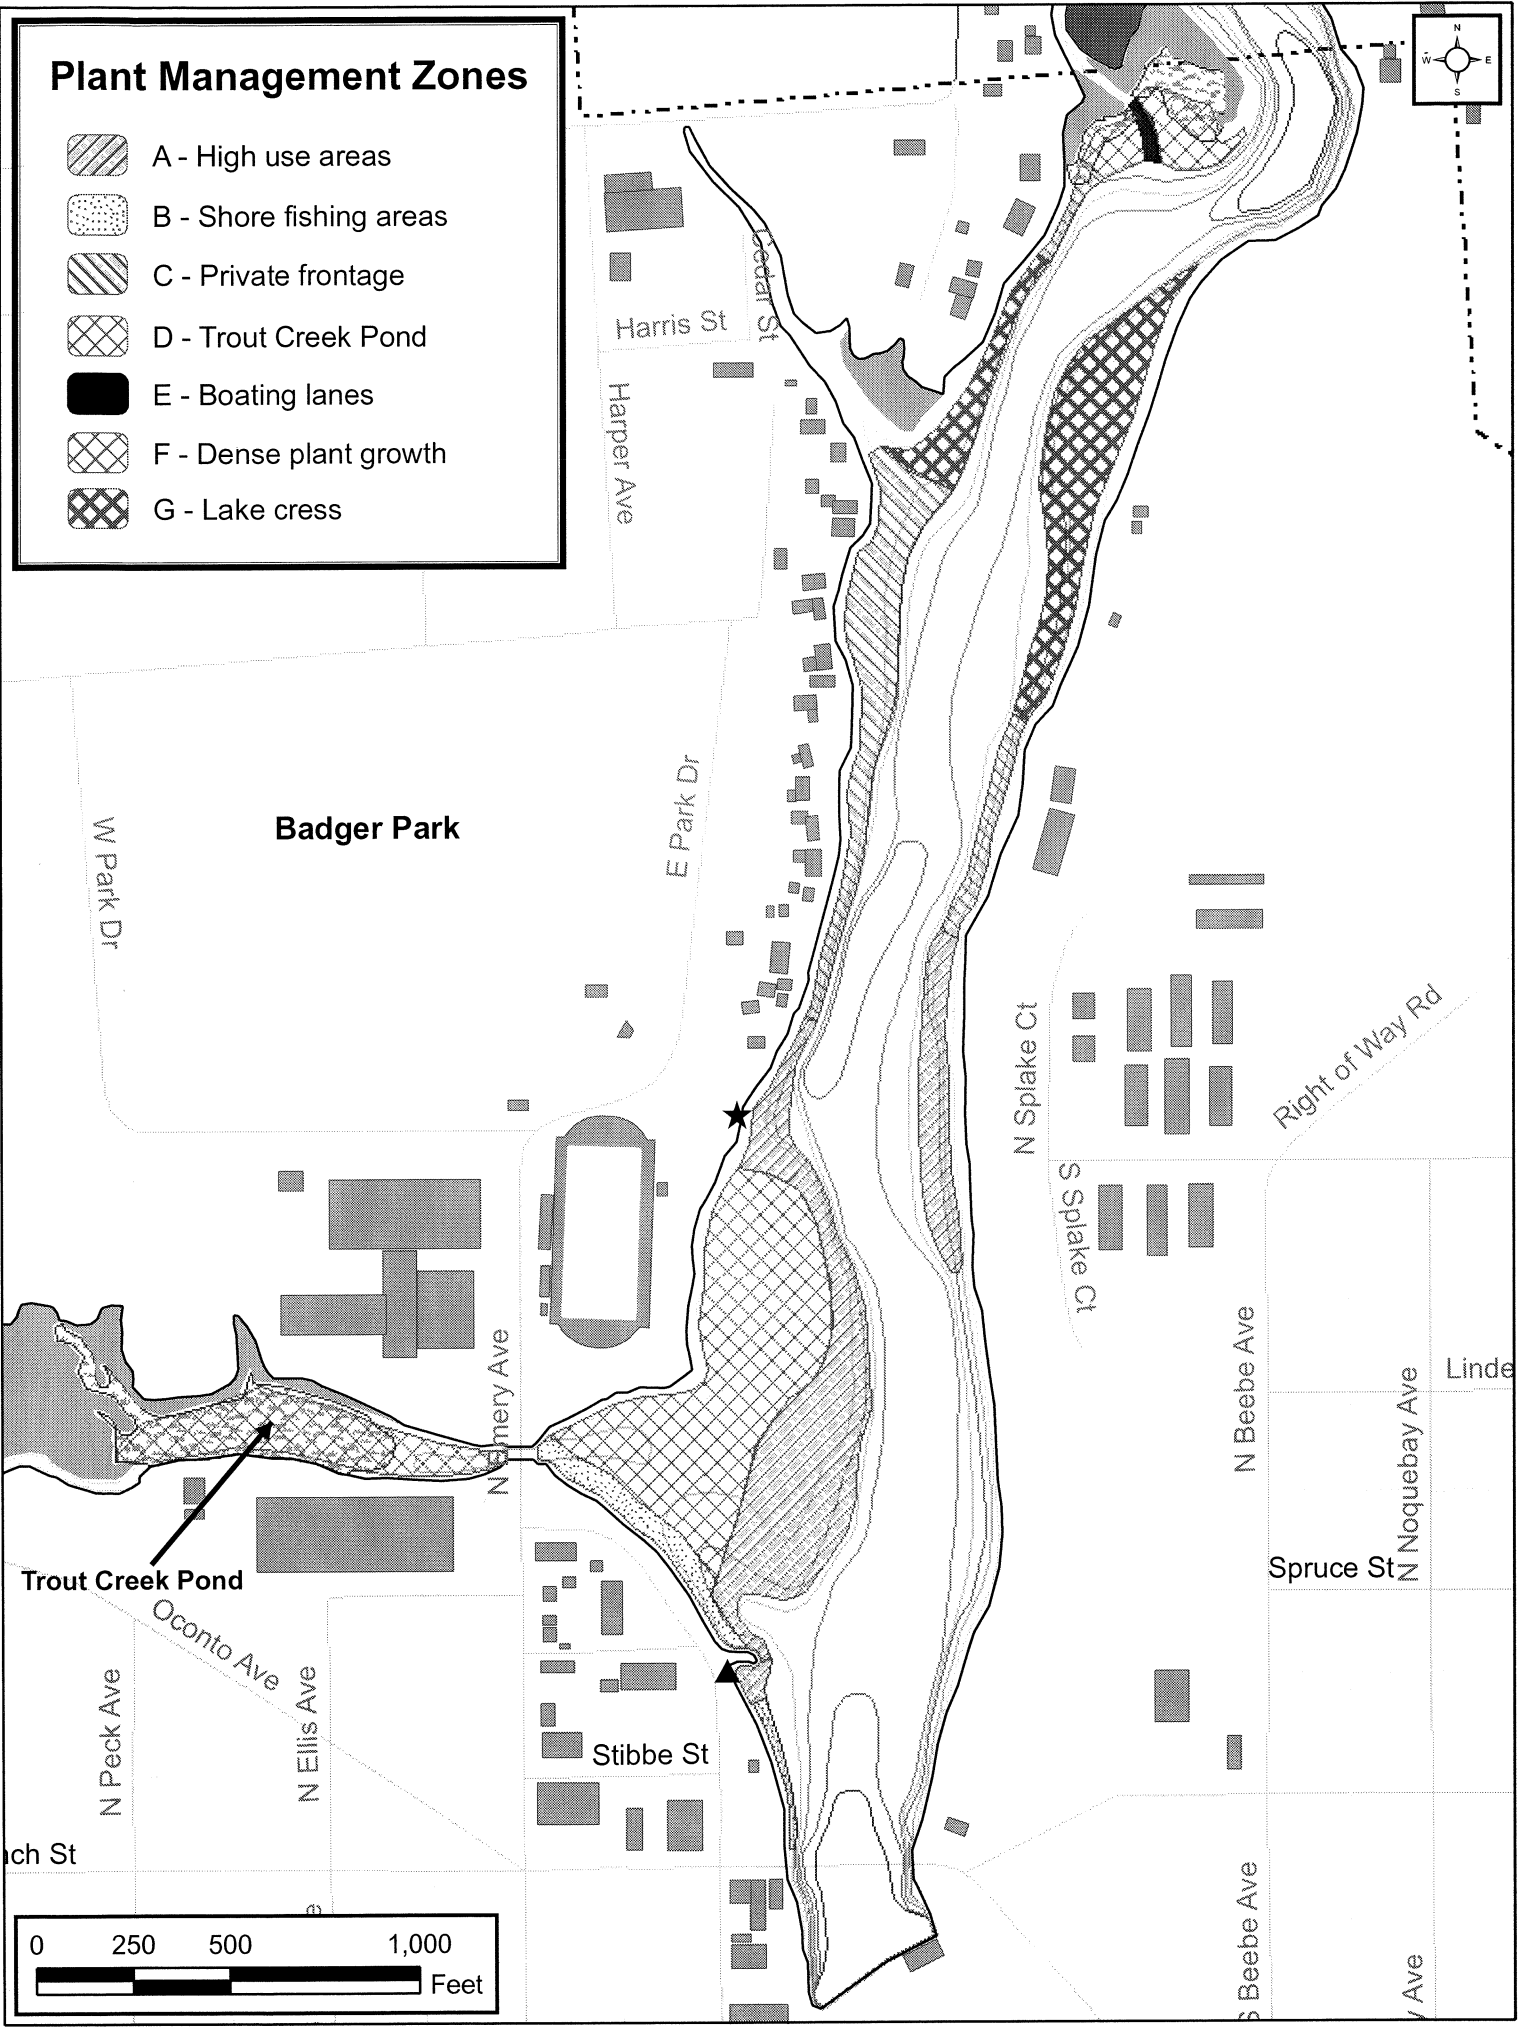 Plant Management Zones
A - High use areas
B - Shore fishing areas
C - Private frontage
D - Trout Creek Pond
E - Boating lanes
F - Dense plant growth
G - Lake cress
N
W
E
S
Cedar St
Harris St
Harper Ave
Badger Park
W Park Dr
E Park Dr
N Splake Ct
Right of Way Rd
S Splake Ct
N Emery Ave
N Beebe Ave
Linde
N Noquebay Ave
Spruce St
Trout Creek Pond
Oconto Ave
N Peck Ave
N Ellis Ave
Stibbe St
ch St
e
S Beebe Ave
Ave
0 250 500 1,000
Feet